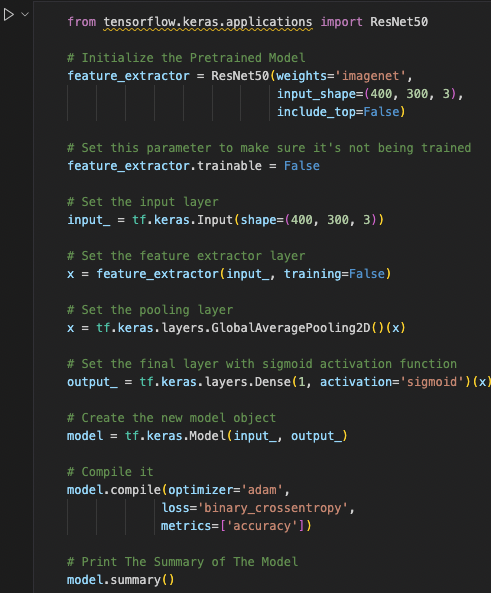 from tensorflow.keras.applications import ResNet50
# Initialize the Pretrained Model
feature_extractor = ResNet50(weights='imagenet',
input_shape=(400, 300, 3),
include_top=False)
# Set this parameter to make sure it's not being trained
feature_extractor.trainable = False
# Set the input layer
input_ = tf.keras.Input(shape=(400, 300, 3))
# Set the feature extractor layer
x = feature_extractor(input_, training=False)
# Set the pooling layer
x = tf.keras.layers.GlobalAveragePooling2D()(x)
# Set the final layer with sigmoid activation function
output_ = tf.keras.layers.Dense(1, activation='sigmoid')(x)
# Create the new model object
model = tf.keras.Model(input_, output_)
# Compile it
model.compile(optimizer='adam',
loss='binary_crossentropy',
metrics=['accuracy'])
# Print The Summary of The Model
model.summary()